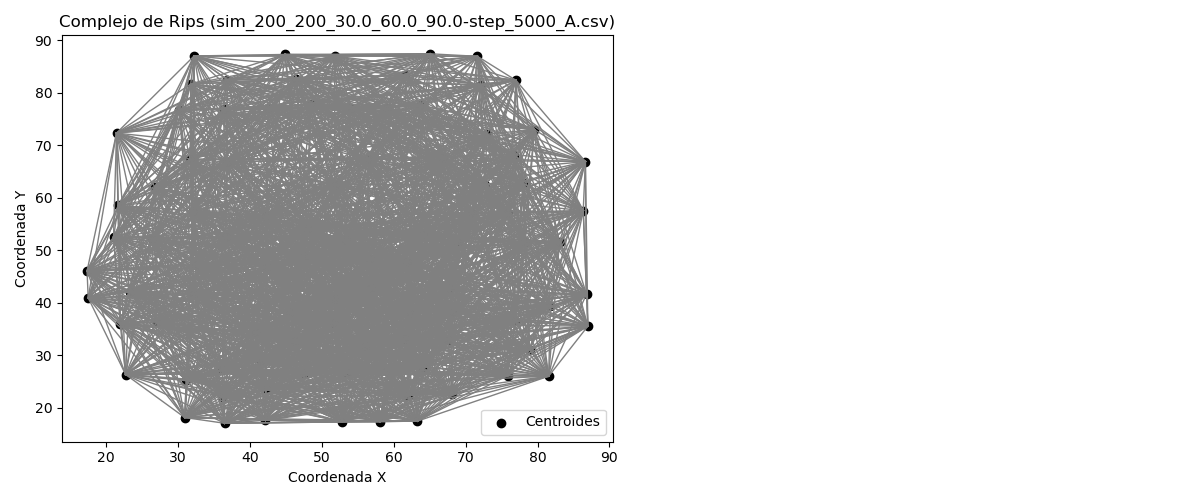 Complejo de Rips (sim_200_200_30.0_60.0_90.0-step_5000_A.csv)
90
80
70
60
50
40
30
20
Coordenada Y
20 30 40 50 60 70 80 90
Coordenada X
Centroides